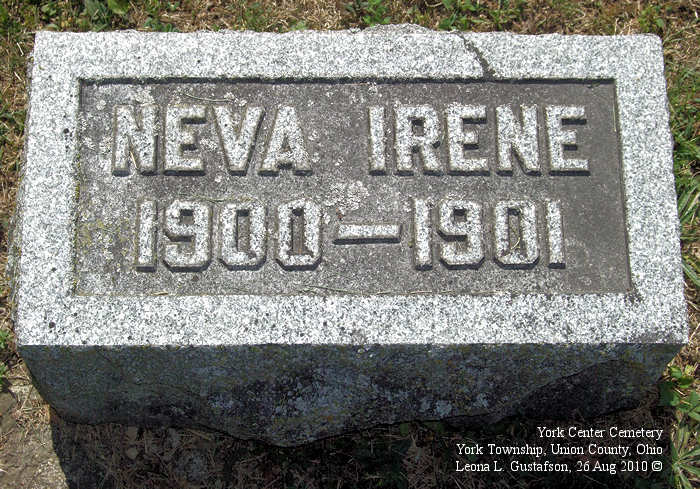 NEVA IRENE
1900—1901
York Center Cemetery
York Township, Union County, Ohio
Leona L. Gustafson, 26 Aug 2010 ©